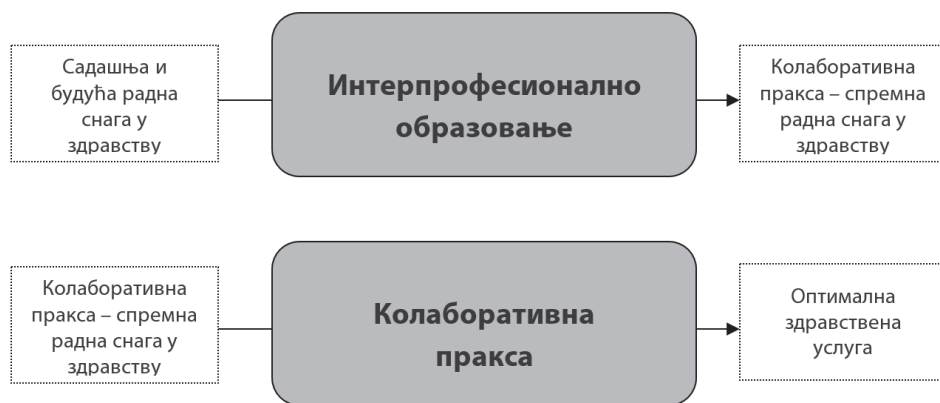 Садашња и
будућа радна
снага у
здравству
Интерпрофесионално
образовање
Колаборативна
пракса – спремна
радна снага у
здравству
Колаборативна
пракса – спремна
радна снага у
здравству
Колаборативна
пракса
Оптимална
здравствена
услуга